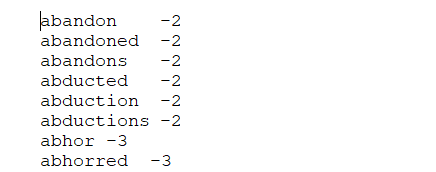 abandon -2
abandoned -2
abandons -2
abducted -2
abduction -2
abductions -2
abhor -3
abhorred -3